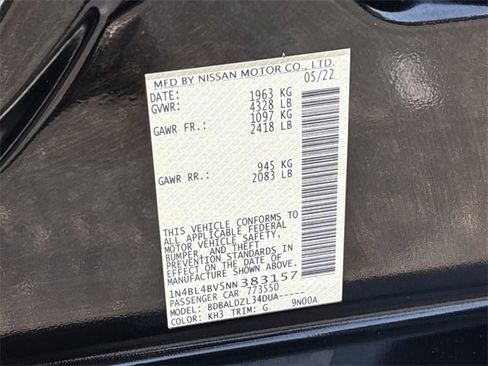 MFD BY NISSAN MOTOR CO., LTD.
DATE: 05/22
GVWR: 1963 KG
4328 LB
GAWR FR.: 1097 KG
2418 LB
GAWR RR.: 945 KG
2083 LB
THIS VEHICLE CONFORMS TO
ALL APPLICABLE FEDERAL
MOTOR VEHICLE SAFETY,
BUMPER, AND THEFT
PREVENTION STANDARDS IN
EFFECT ON THE DATE OF
MANUFACTURE SHOWN ABOVE.
1N4BL4BV5NN383157
PASSENGER CAR 773550
MODEL: BDBALDZL34DUA-----
COLOR: KH3 TRIM: G 9N00A